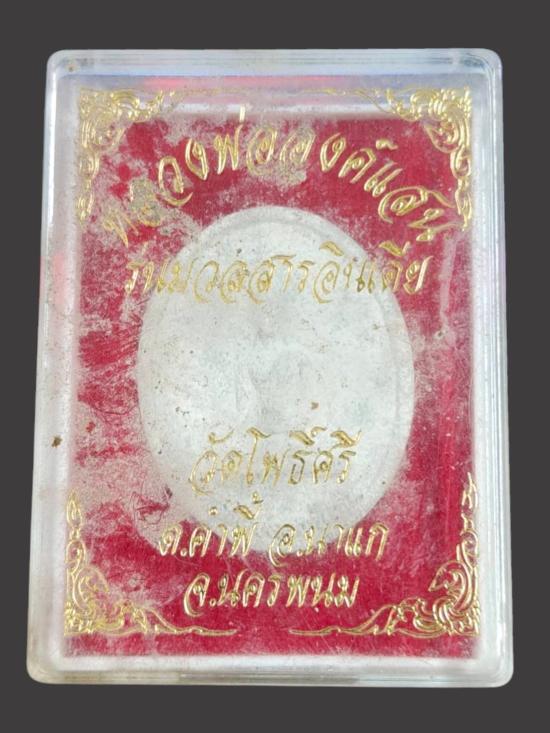 หลวงพ่อองค์แสน
รุ่นมวลสารอินเดีย
วัดโพธิ์ศรี
ต.คำพี้ อ.นาแก
จ.นครพนม